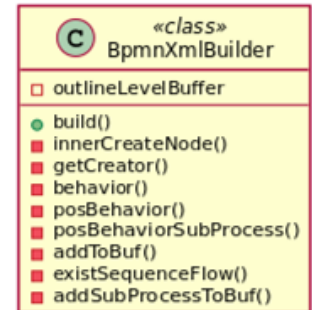 C
«class»
BpmnXmlBuilder
outlineLevelBuffer
build()
innerCreateNode()
getCreator()
behavior()
posBehavior()
posBehaviorSubProcess()
addToBuf()
existSequenceFlow()
addSubProcessToBuf()